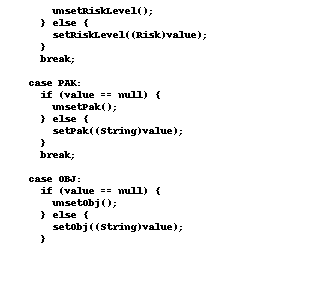 unsetRiskLevel();
} else {
setRiskLevel((Risk)value);
}
break;
case PAK:
if (value == null) {
unsetPak();
} else {
setPak((String)value);
}
break;
case OBJ:
if (value == null) {
unsetObj();
} else {
setObj((String)value);
}